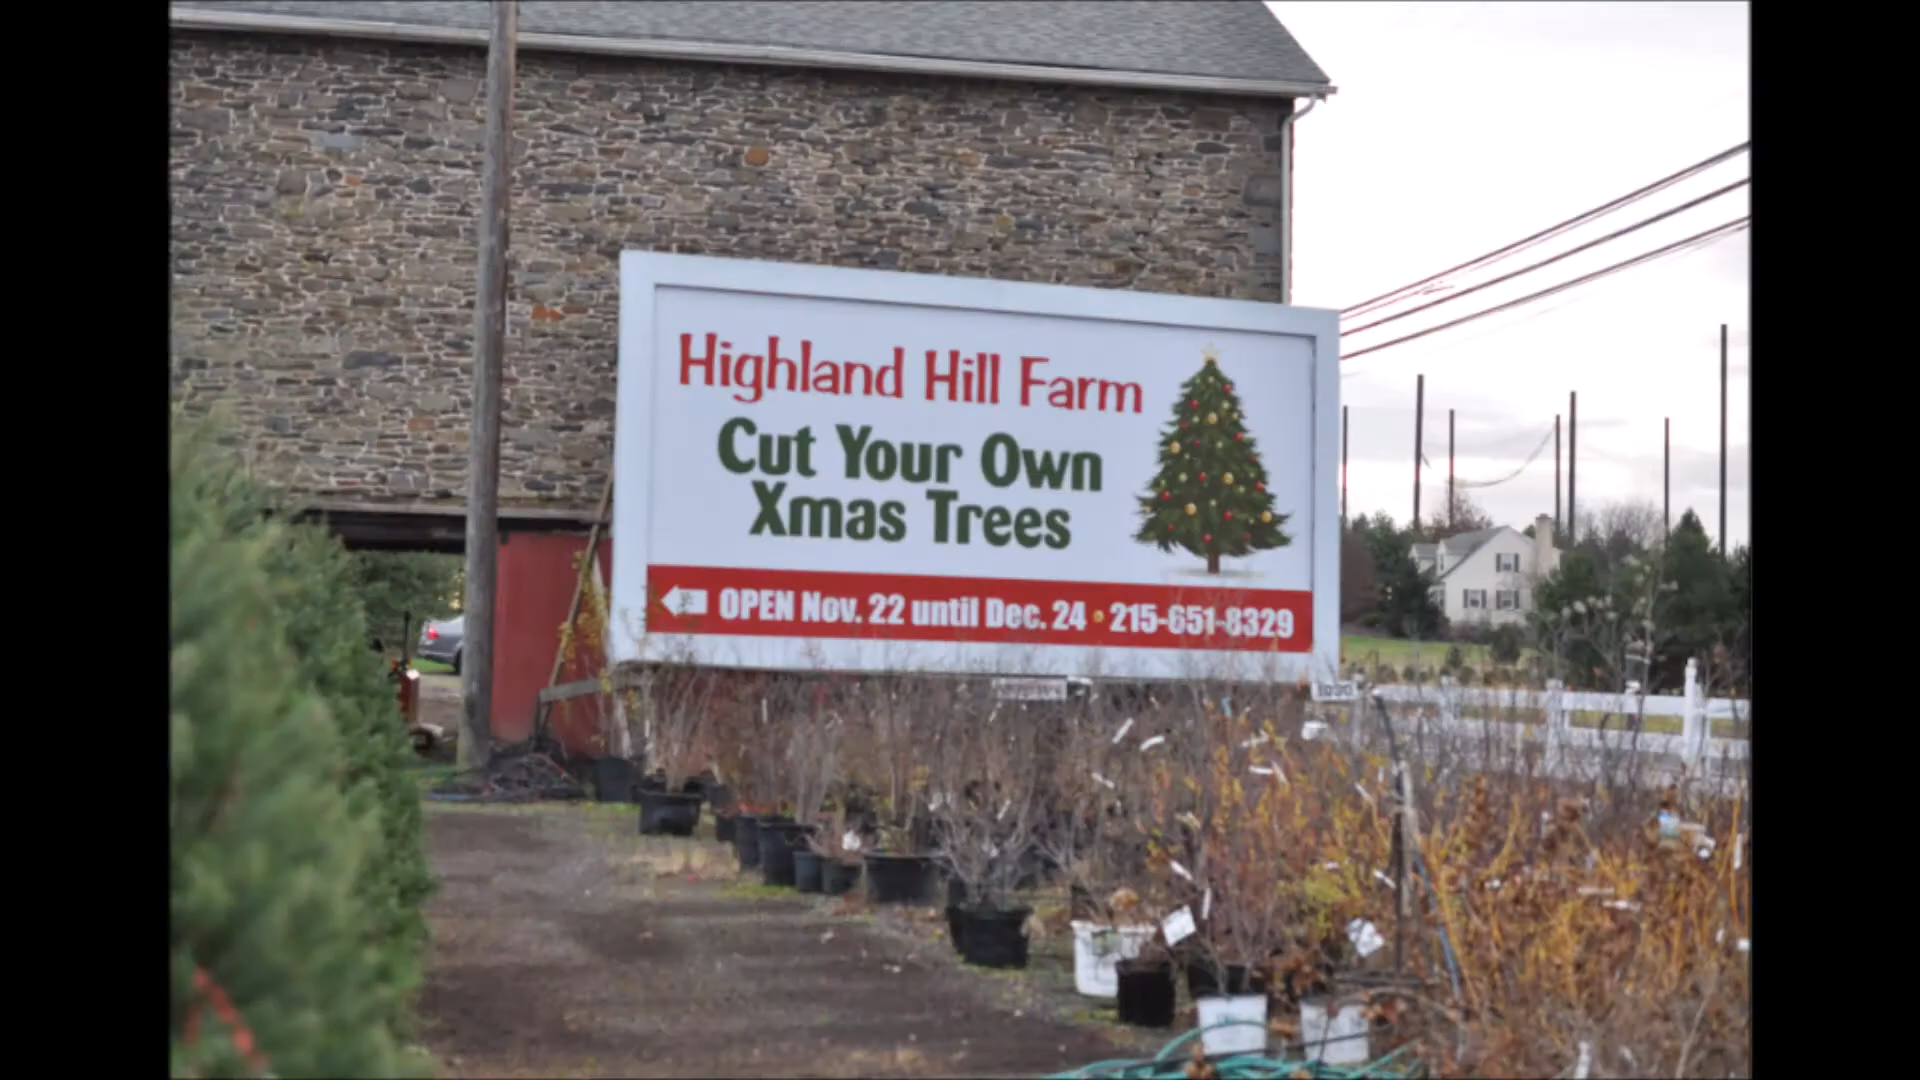 Highland Hill Farm
Cut Your Own
Xmas Trees
OPEN Nov. 22 until Dec. 24 • 215-651-8329